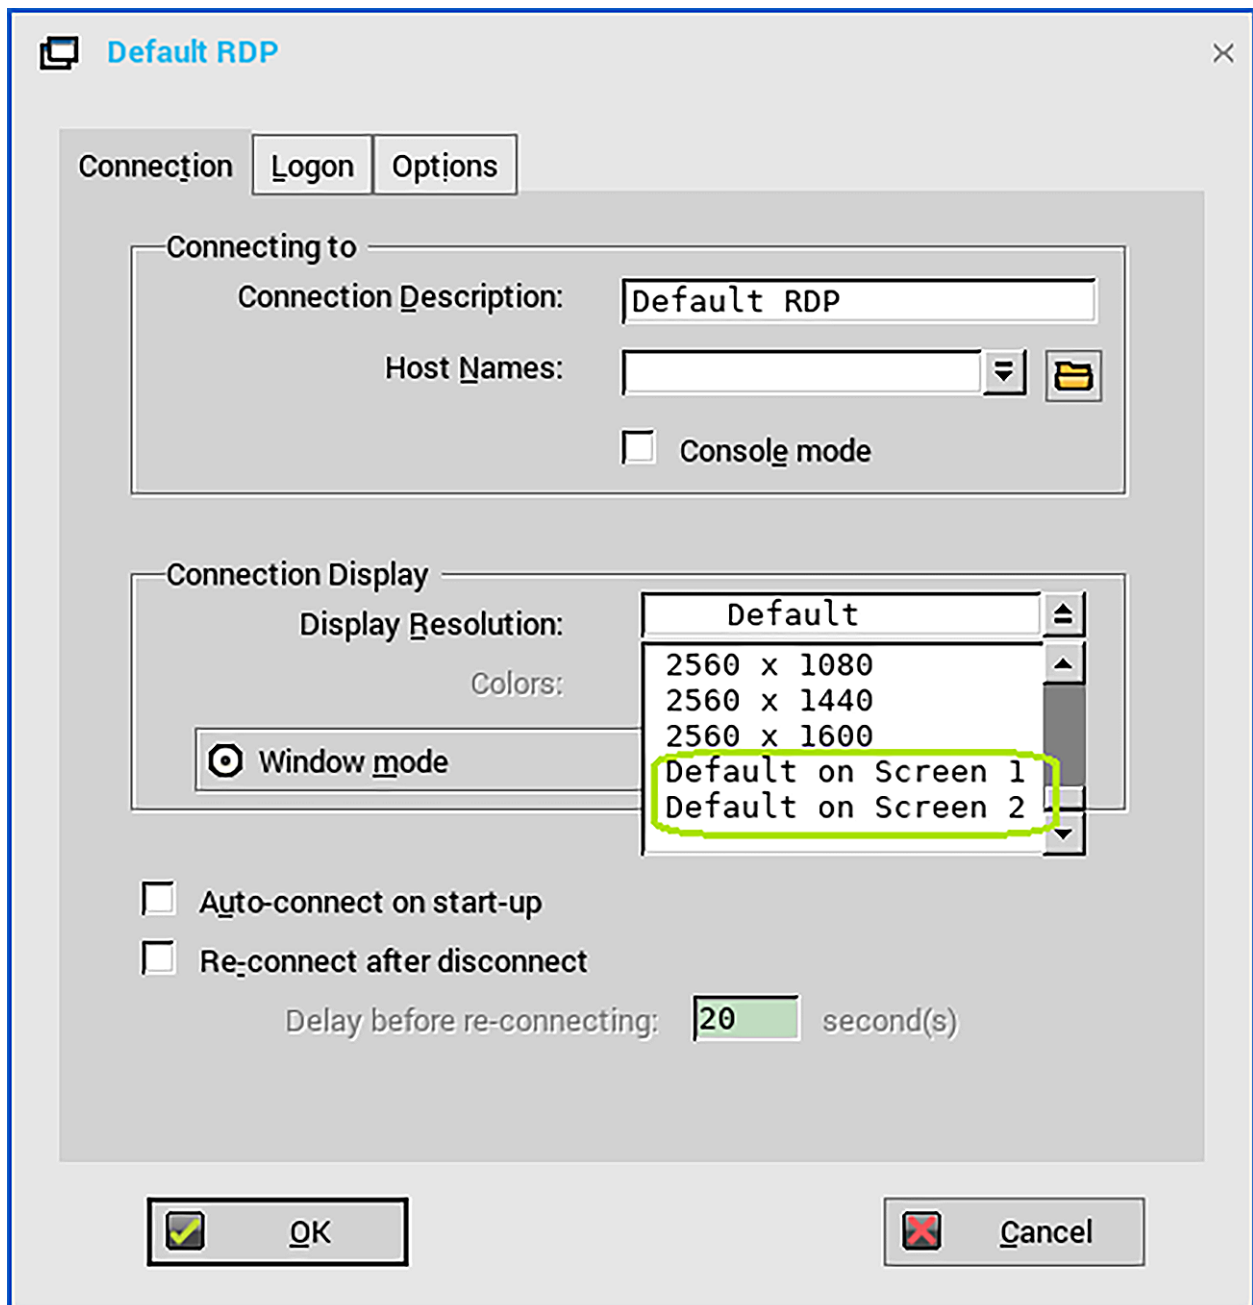 Default RDP
Connection Logon Options
Connecting to
Connection Description: Default RDP
Host Names:
Console mode
Connection Display
Display Resolution: Default
2560 x 1080
Colors:
2560 x 1440
2560 x 1600
Window mode
Default on Screen 1
Default on Screen 2
Auto-connect on start-up
Re-connect after disconnect
Delay before re-connecting: 20 second(s)
OK Cancel